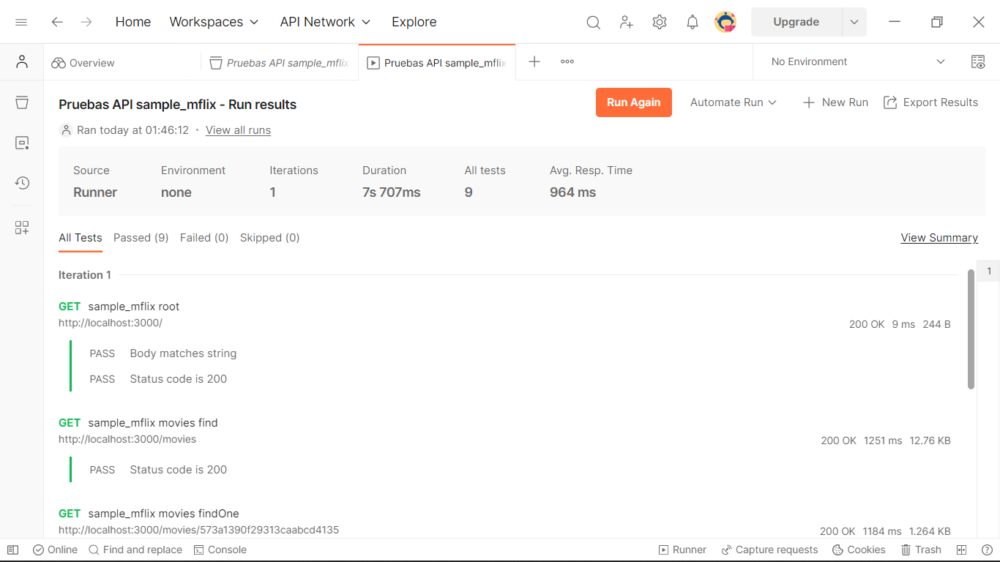 Home Workspaces API Network Explore Upgrade
Overview Pruebas API sample_mflix Pruebas API sample_mflix No Environment
Pruebas API sample_mflix - Run results Run Again Automate Run New Run Export Results
Ran today at 01:46:12 · View all runs
Source Environment Iterations Duration All tests Avg. Resp. Time
Runner none 1 7s 707ms 9 964 ms
All Tests Passed (9) Failed (0) Skipped (0) View Summary
Iteration 1 1
GET sample_mflix root
http://localhost:3000/ 200 OK 9 ms 244 B
PASS Body matches string
PASS Status code is 200
GET sample_mflix movies find
http://localhost:3000/movies 200 OK 1251 ms 12.76 KB
PASS Status code is 200
GET sample_mflix movies findOne
http://localhost:3000/movies/573a1390f29313caabcd4135 200 OK 1184 ms 1.264 KB
Online Find and replace Console Runner Capture requests Cookies Trash